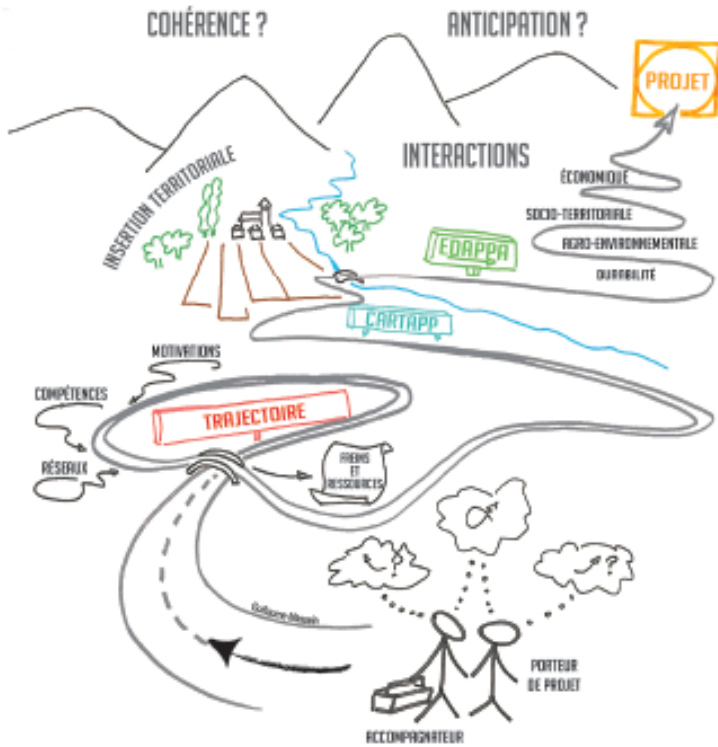 COHÉRENCE ?
ANTICIPATION ?
PROJET
INSERTION TERRITORIALE
INTERACTIONS
ÉCONOMIQUE
SOCIO-TERRITORIALE
AGRO-ENVIRONNEMENTALE
DURABILITÉ
EDAPPA
CARTAPP
MOTIVATIONS
COMPÉTENCES
RÉSEAUX
TRAJECTOIRE
FREINS
ET
RESSOURCES
?
?
Guillaume
PORTEUR
DE PROJET
ACCOMPAGNATEUR